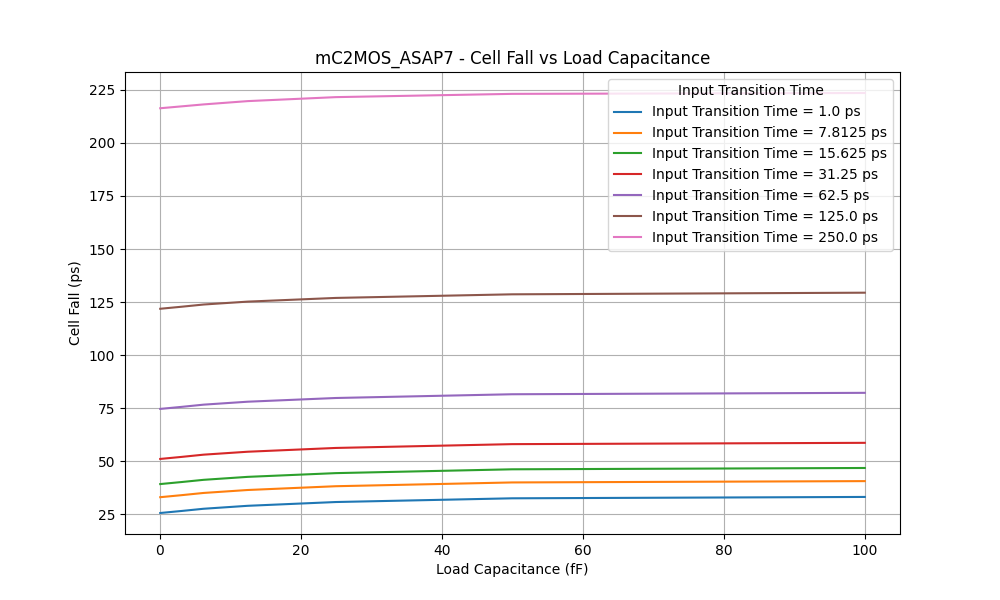 mC2MOS_ASAP7 - Cell Fall vs Load Capacitance
Cell Fall (ps)
225
200
175
150
125
100
75
50
25
Input Transition Time
Input Transition Time = 1.0 ps
Input Transition Time = 7.8125 ps
Input Transition Time = 15.625 ps
Input Transition Time = 31.25 ps
Input Transition Time = 62.5 ps
Input Transition Time = 125.0 ps
Input Transition Time = 250.0 ps
0 20 40 60 80 100
Load Capacitance (fF)